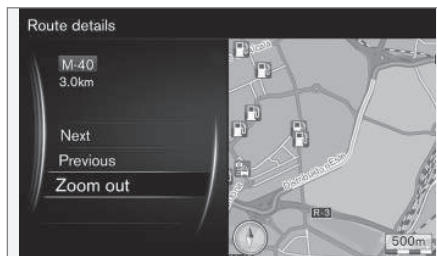 Route details
M-40
3.0km
Next
Previous
Zoom out
R-3
500m